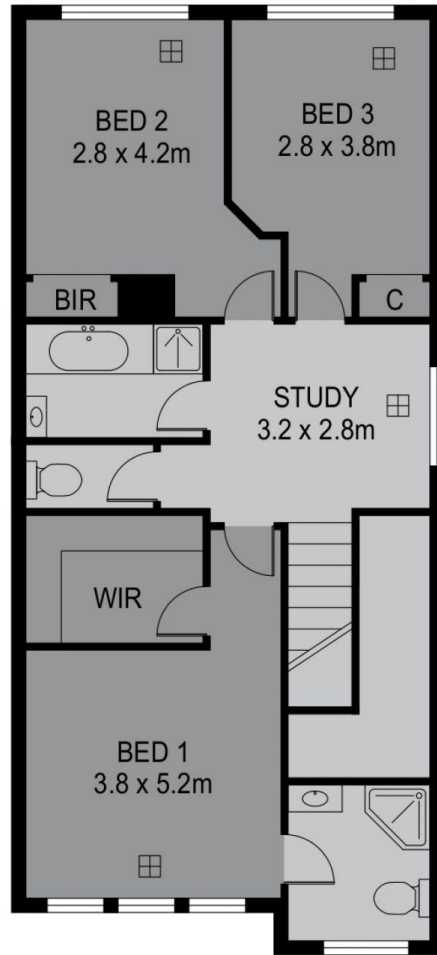 BED 2
2.8 x 4.2m
BED 3
2.8 x 3.8m
BIR
C
STUDY
3.2 x 2.8m
WIR
BED 1
3.8 x 5.2m